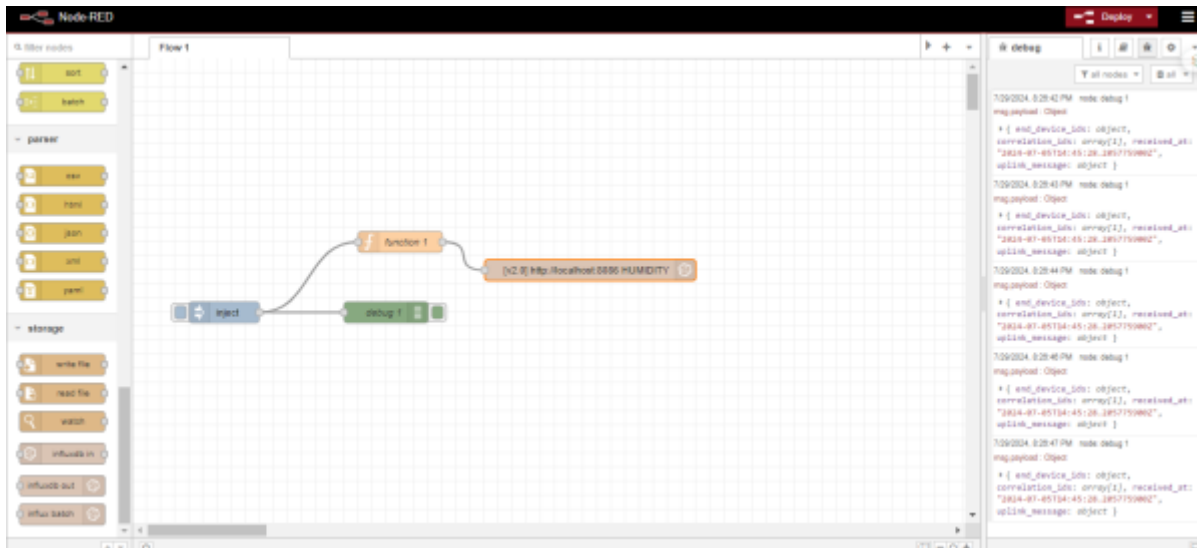 Node-RED
Deploy
filter nodes
Flow 1
debug
i
all nodes
all
sort
batch
parser
csv
html
json
xml
yaml
storage
write file
read file
watch
influxdb in
influxdb out
influx batch
function 1
[v2.0] http://localhost:8086 HUMIDITY
inject
debug 1
7/29/2024, 8:28:42 PM node: debug 1
msg.payload : Object
{ end_device_ids: object,
correlation_ids: array[1], received_at:
"2024-07-05T14:45:28.205775900Z",
uplink_message: object }
7/29/2024, 8:28:43 PM node: debug 1
msg.payload : Object
{ end_device_ids: object,
correlation_ids: array[1], received_at:
"2024-07-05T14:45:28.205775900Z",
uplink_message: object }
7/29/2024, 8:28:44 PM node: debug 1
msg.payload : Object
{ end_device_ids: object,
correlation_ids: array[1], received_at:
"2024-07-05T14:45:28.205775900Z",
uplink_message: object }
7/29/2024, 8:28:46 PM node: debug 1
msg.payload : Object
{ end_device_ids: object,
correlation_ids: array[1], received_at:
"2024-07-05T14:45:28.205775900Z",
uplink_message: object }
7/29/2024, 8:28:47 PM node: debug 1
msg.payload : Object
{ end_device_ids: object,
correlation_ids: array[1], received_at:
"2024-07-05T14:45:28.205775900Z",
uplink_message: object }